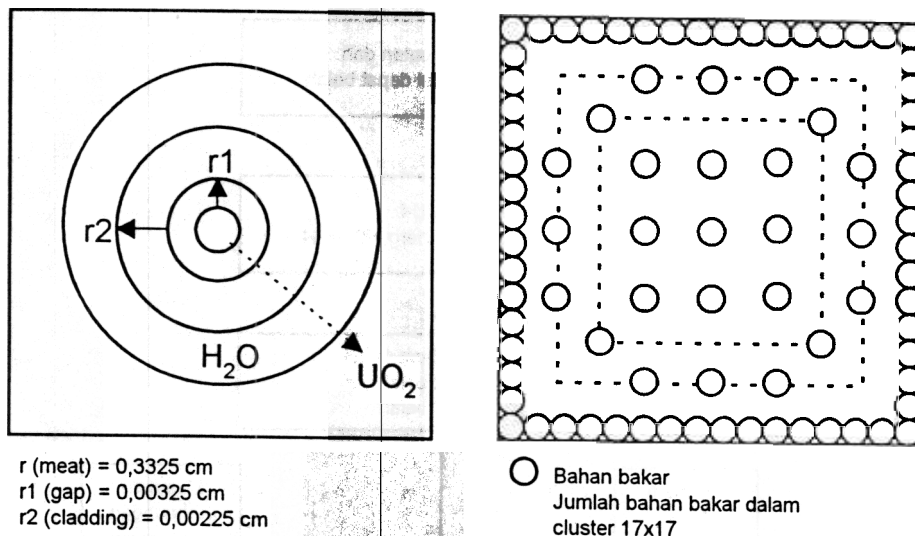 r1
r2
H₂O
UO₂
r (meat) = 0,3325 cm
r1 (gap) = 0,00325 cm
r2 (cladding) = 0,00225 cm
Bahan bakar
Jumlah bahan bakar dalam
cluster 17x17